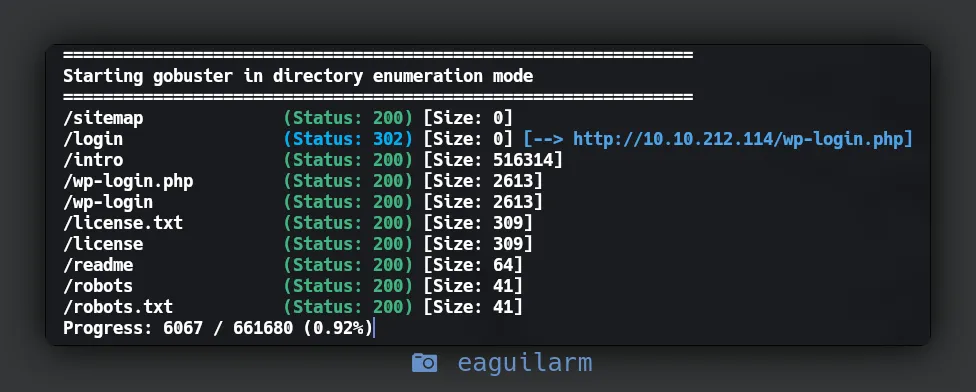 ===============================================================
Starting gobuster in directory enumeration mode
===============================================================
/sitemap (Status: 200) [Size: 0]
/login (Status: 302) [Size: 0] [--> http://10.10.212.114/wp-login.php]
/intro (Status: 200) [Size: 516314]
/wp-login.php (Status: 200) [Size: 2613]
/wp-login (Status: 200) [Size: 2613]
/license.txt (Status: 200) [Size: 309]
/license (Status: 200) [Size: 309]
/readme (Status: 200) [Size: 64]
/robots (Status: 200) [Size: 41]
/robots.txt (Status: 200) [Size: 41]
Progress: 6067 / 661680 (0.92%)
eaguilarm